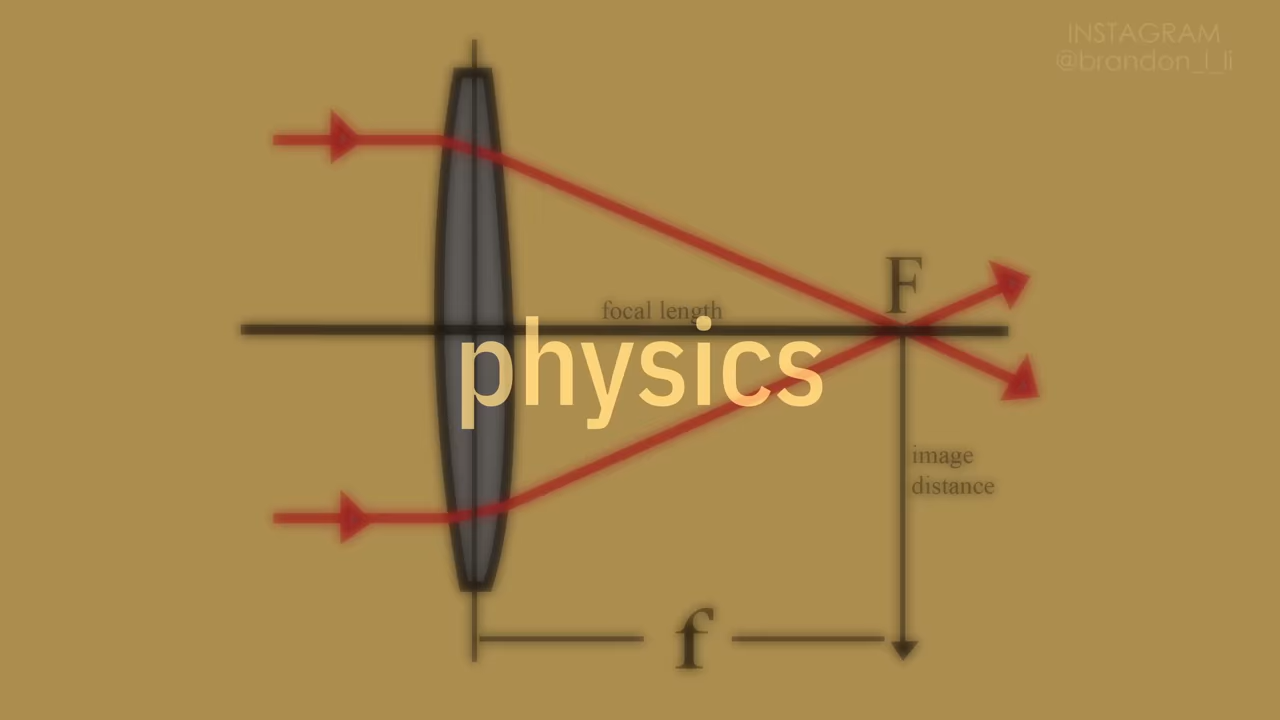 INSTAGRAM
@brandon_l_li
F
focal length
physics
image
distance
f